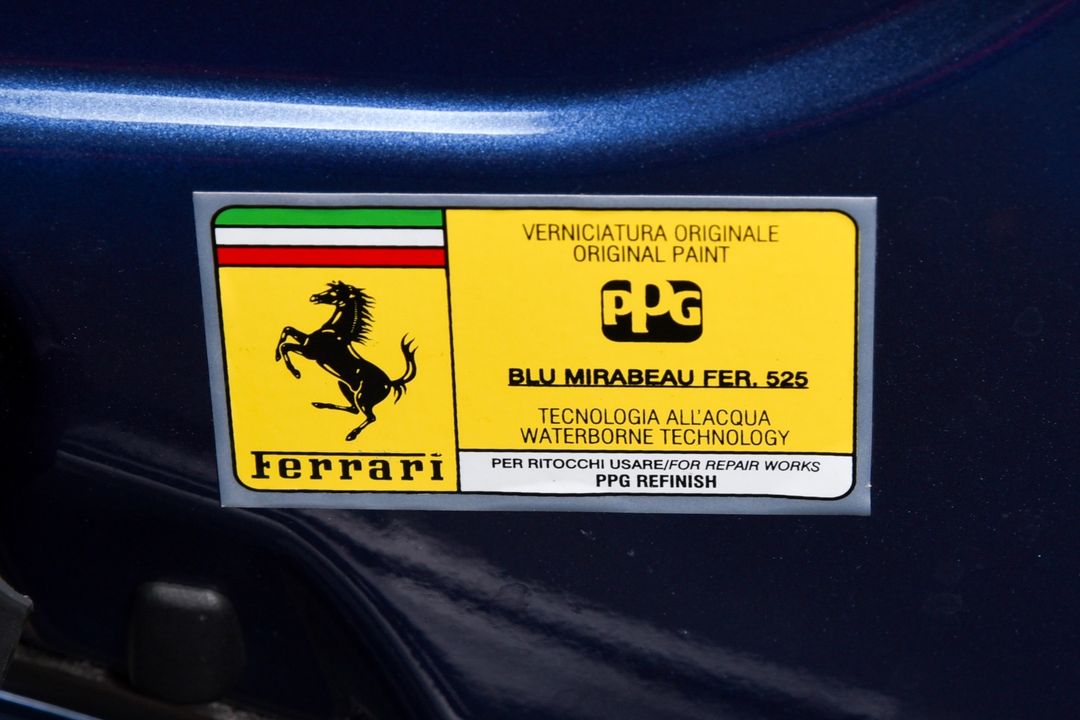 Ferrari
VERNICIATURA ORIGINALE
ORIGINAL PAINT
PPG
BLU MIRABEAU FER. 525
TECNOLOGIA ALL'ACQUA
WATERBORNE TECHNOLOGY
PER RITOCCHI USARE/FOR REPAIR WORKS
PPG REFINISH